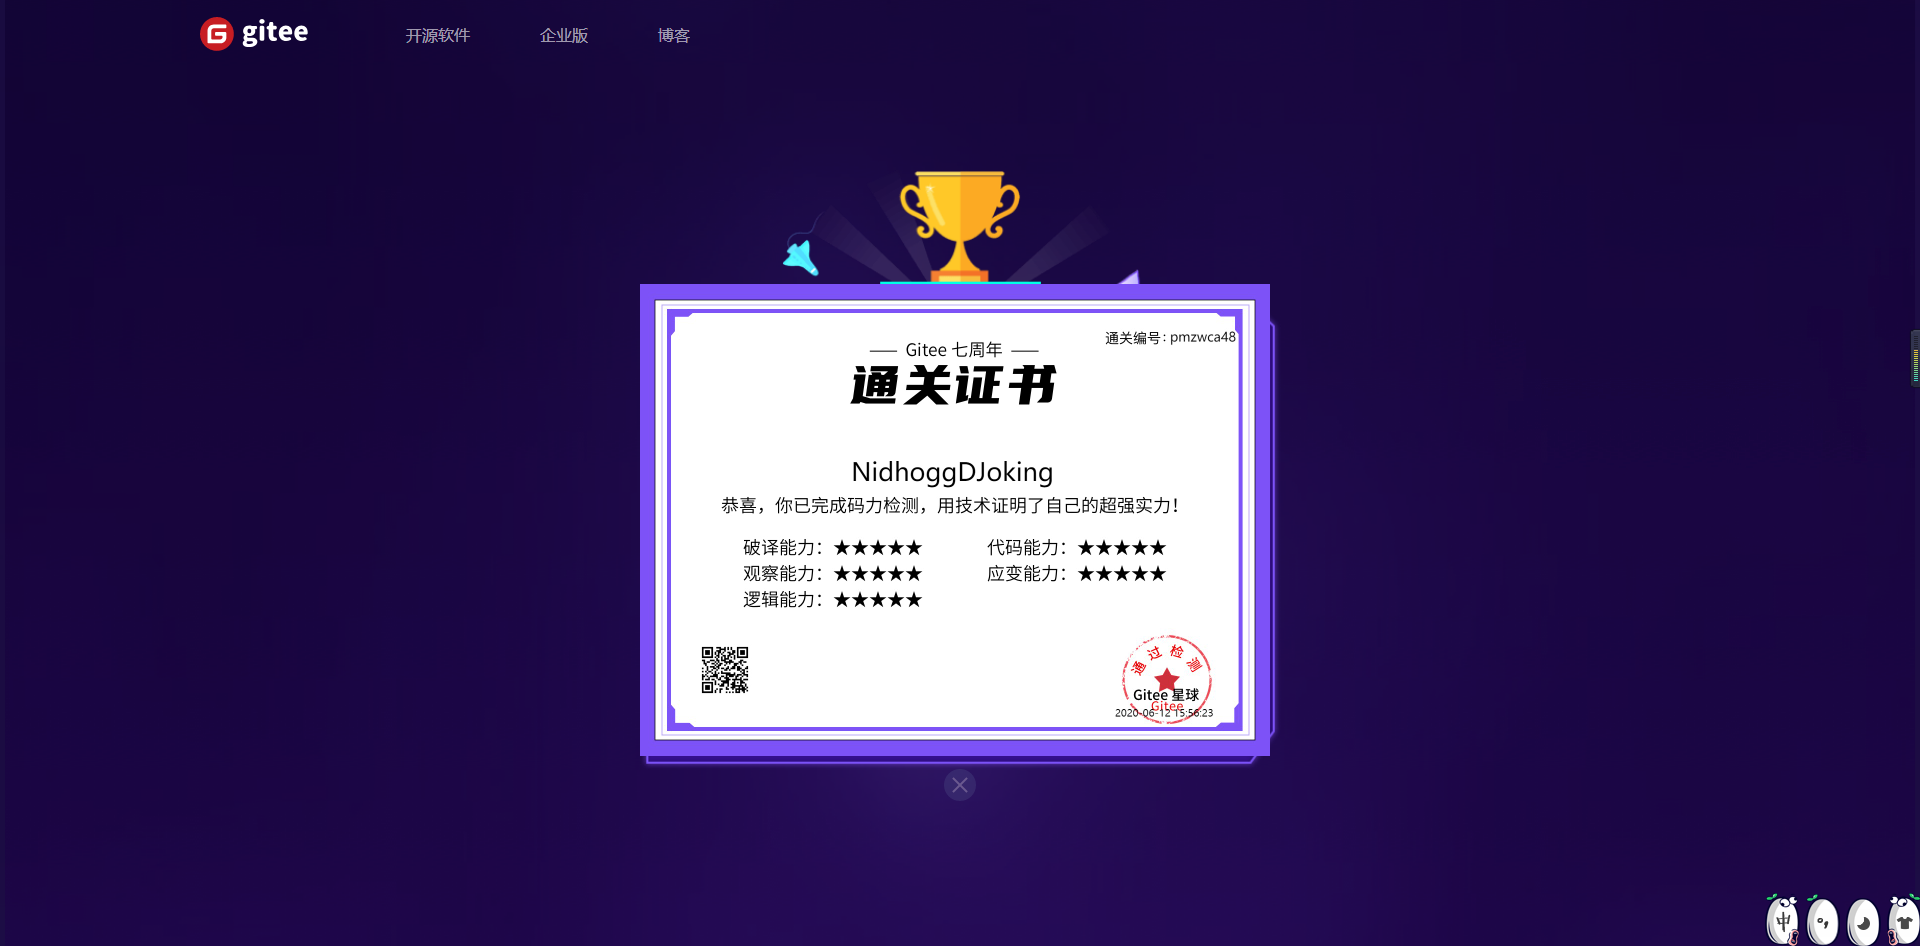 gitee
开源软件
企业版
博客
通关编号：pmzwca48
Gitee 七周年
通关证书
NidhoggDJoking
恭喜，你已完成码力检测，用技术证明了自己的超强实力！
破译能力：★★★★★
代码能力：★★★★★
观察能力：★★★★★
应变能力：★★★★★
逻辑能力：★★★★★
通过检测
Gitee 星球
Gitee
2020-06-12 15:56:23
中